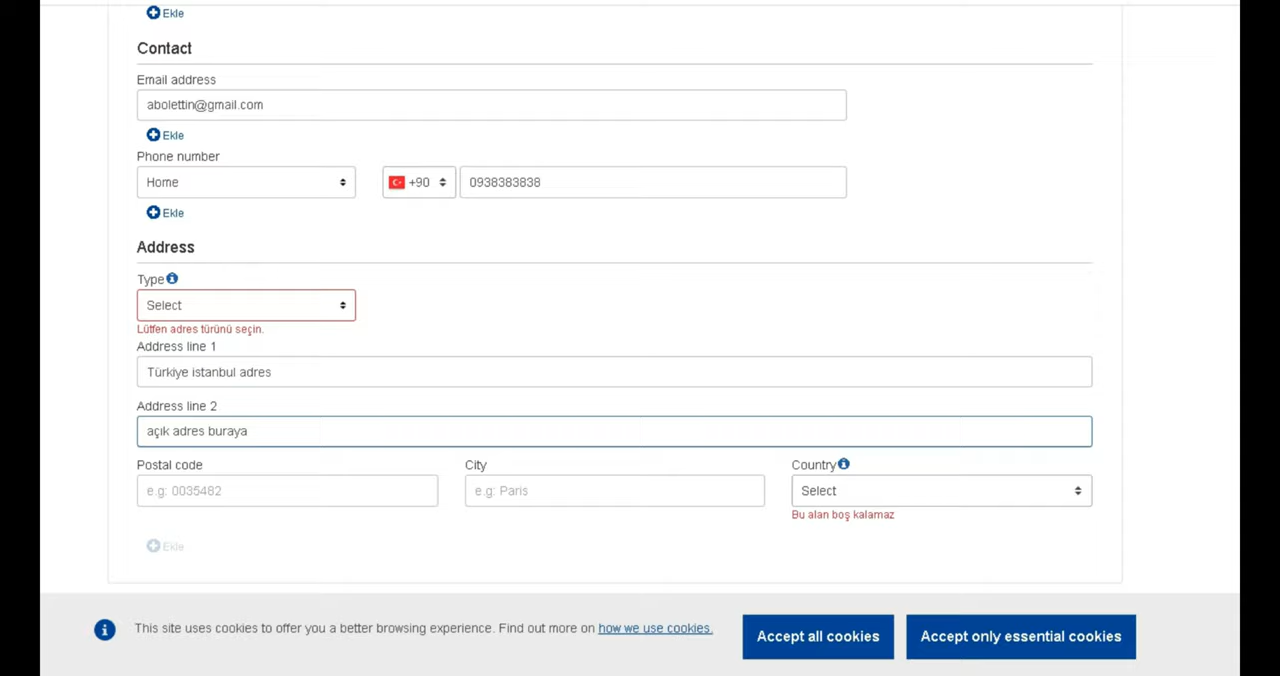 Ekle
Contact
Email address
abolettin@gmail.com
Ekle
Phone number
Home +90 0938383838
Ekle
Address
Type
Select
Lütfen adres türünü seçin.
Address line 1
Türkiye istanbul adres
Address line 2
açık adres buraya
Postal code City Country
e.g: 0035482 e.g: Paris Select
Bu alan boş kalamaz
Ekle
This site uses cookies to offer you a better browsing experience. Find out more on how we use cookies. Accept all cookies Accept only essential cookies